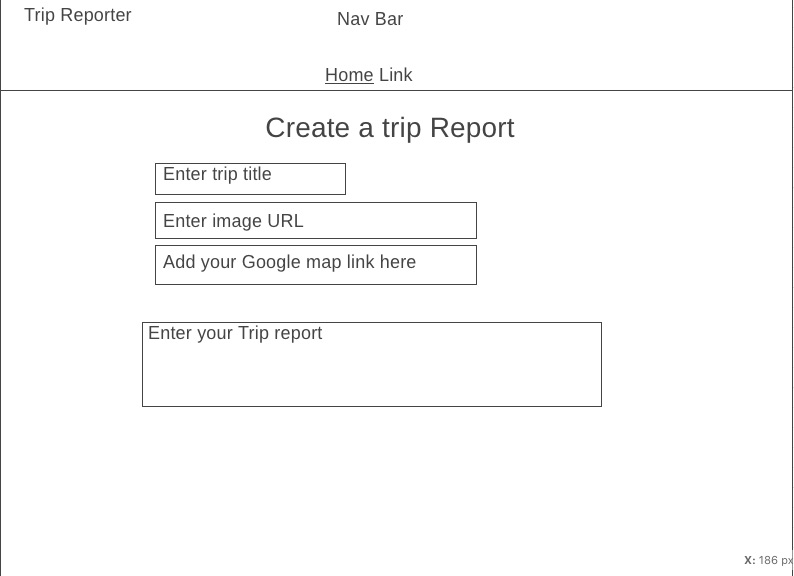 Trip Reporter
Nav Bar
Home Link
Create a trip Report
Enter trip title
Enter image URL
Add your Google map link here
Enter your Trip report
X: 186 px